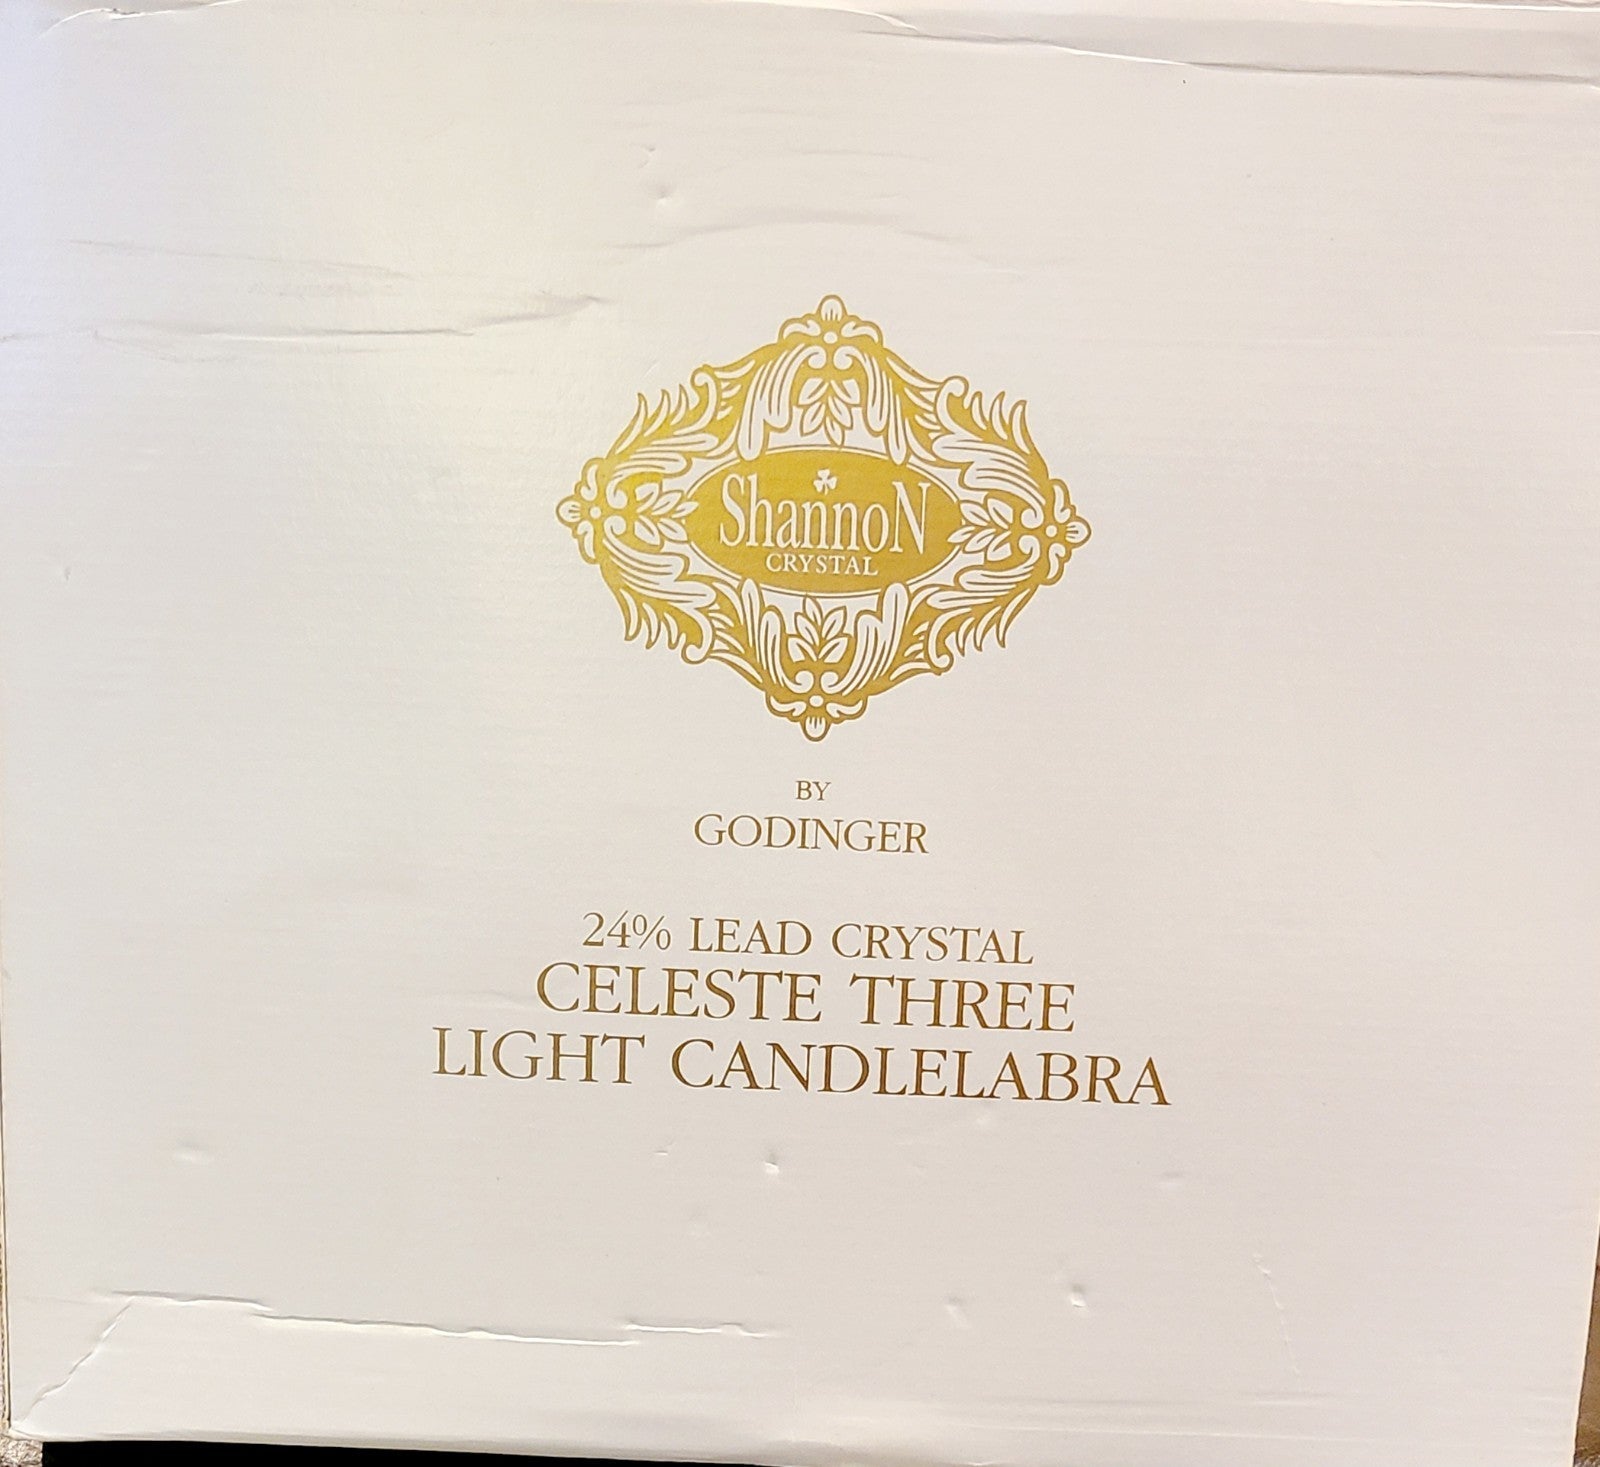 ShannoN
CRYSTAL
BY
GODINGER
24% LEAD CRYSTAL
CELESTE THREE
LIGHT CANDLELABRA